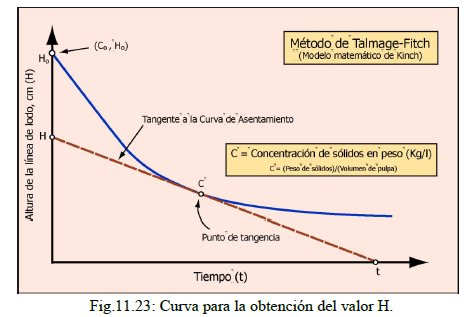 (C₀, H₀)
H₀
Método de Talmage-Fitch
(Modelo matemático de Kinch)
Tangente a la Curva de Asentamiento
H
C = Concentración de sólidos en peso (Kg/l)
C = (Peso de sólidos)/(Volumen de pulpa)
C
Punto de tangencia
Altura de la línea de lodo, cm (H)
t
Tiempo (t)
Fig.11.23: Curva para la obtención del valor H.